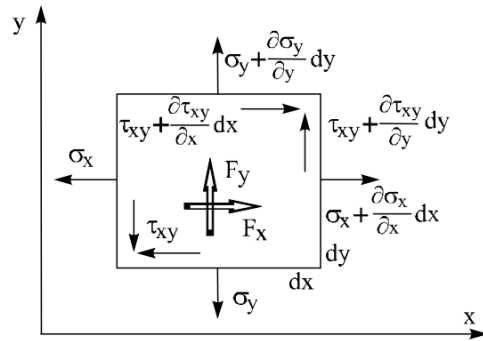 y
σy + ∂σy/∂y dy
τxy + ∂τxy/∂x dx
τxy + ∂τxy/∂y dy
σx
Fy
σx + ∂σx/∂x dx
τxy
Fx
dy
dx
σy
x